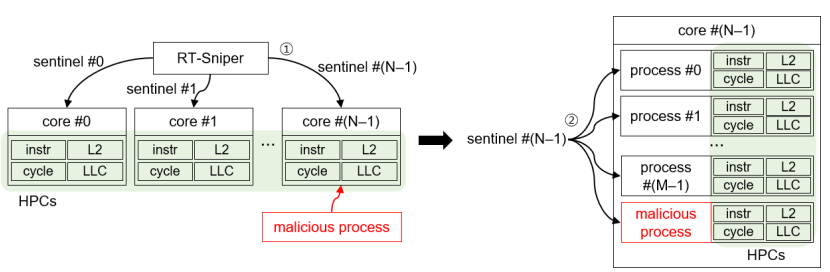 RT-Sniper
①
sentinel #0
sentinel #1
sentinel #(N–1)
core #0
instr L2
cycle LLC
core #1
instr L2
cycle LLC
...
core #(N–1)
instr L2
cycle LLC
HPCs
malicious process
core #(N–1)
sentinel #(N–1)
②
process #0
instr L2
cycle LLC
process #1
instr L2
cycle LLC
...
process
#(M–1)
instr L2
cycle LLC
malicious
process
instr L2
cycle LLC
HPCs